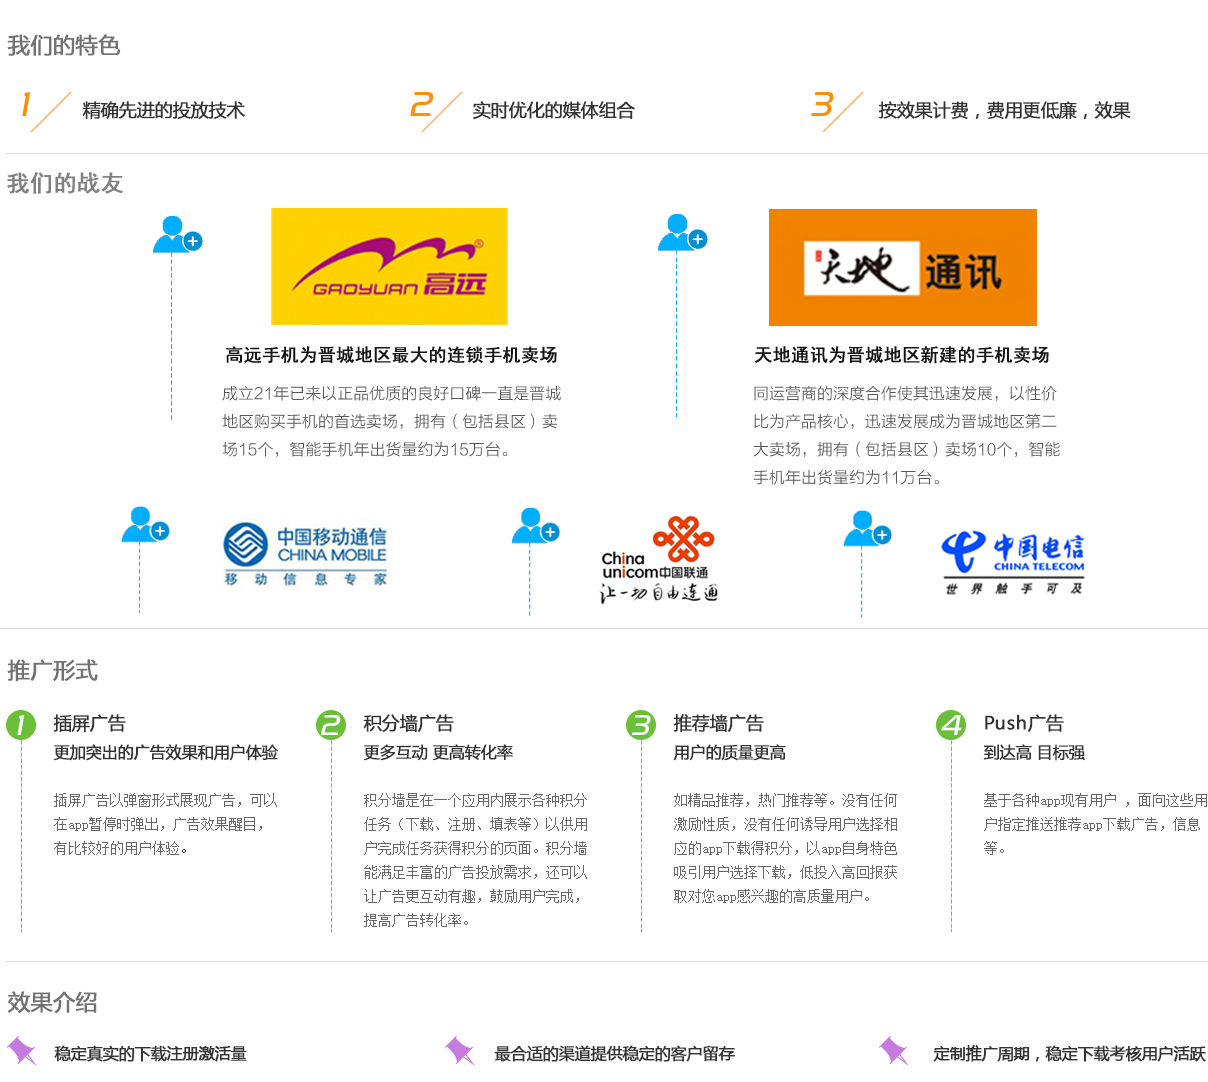 我们的特色
1 精确先进的投放技术
2 实时优化的媒体组合
3 按效果计费，费用更低廉，效果
我们的战友
GAOYUAN 高远®
高远手机为晋城地区最大的连锁手机卖场
成立21年已来以正品优质的良好口碑一直是晋城
地区购买手机的首选卖场，拥有（包括县区）卖
场15个，智能手机年出货量约为15万台。
天地 通讯
天地通讯为晋城地区新建的手机卖场
同运营商的深度合作使其迅速发展，以性价
比为产品核心，迅速发展成为晋城地区第二
大卖场，拥有（包括县区）卖场10个，智能
手机年出货量约为11万台。
中国移动通信
CHINA MOBILE
移动信息专家
China
unicom中国联通
让一切自由连通
中国电信
CHINA TELECOM
世界触手可及
推广形式
1 插屏广告
更加突出的广告效果和用户体验
插屏广告以弹窗形式展现广告，可以
在app暂停时弹出，广告效果醒目，
有比较好的用户体验。
2 积分墙广告
更多互动 更高转化率
积分墙是在一个应用内展示各种积分
任务（下载、注册、填表等）以供用
户完成任务获得积分的页面。积分墙
能满足丰富的广告投放需求，还可以
让广告更互动有趣，鼓励用户完成，
提高广告转化率。
3 推荐墙广告
用户的质量更高
如精品推荐，热门推荐等。没有任何
激励性质，没有任何诱导用户选择相
应的app下载得积分，以app自身特色
吸引用户选择下载，低投入高回报获
取对您app感兴趣的高质量用户。
4 Push广告
到达高 目标强
基于各种app现有用户 ，面向这些用
户指定推送推荐app下载广告，信息
等。
效果介绍
稳定真实的下载注册激活量
最合适的渠道提供稳定的客户留存
定制推广周期，稳定下载考核用户活跃